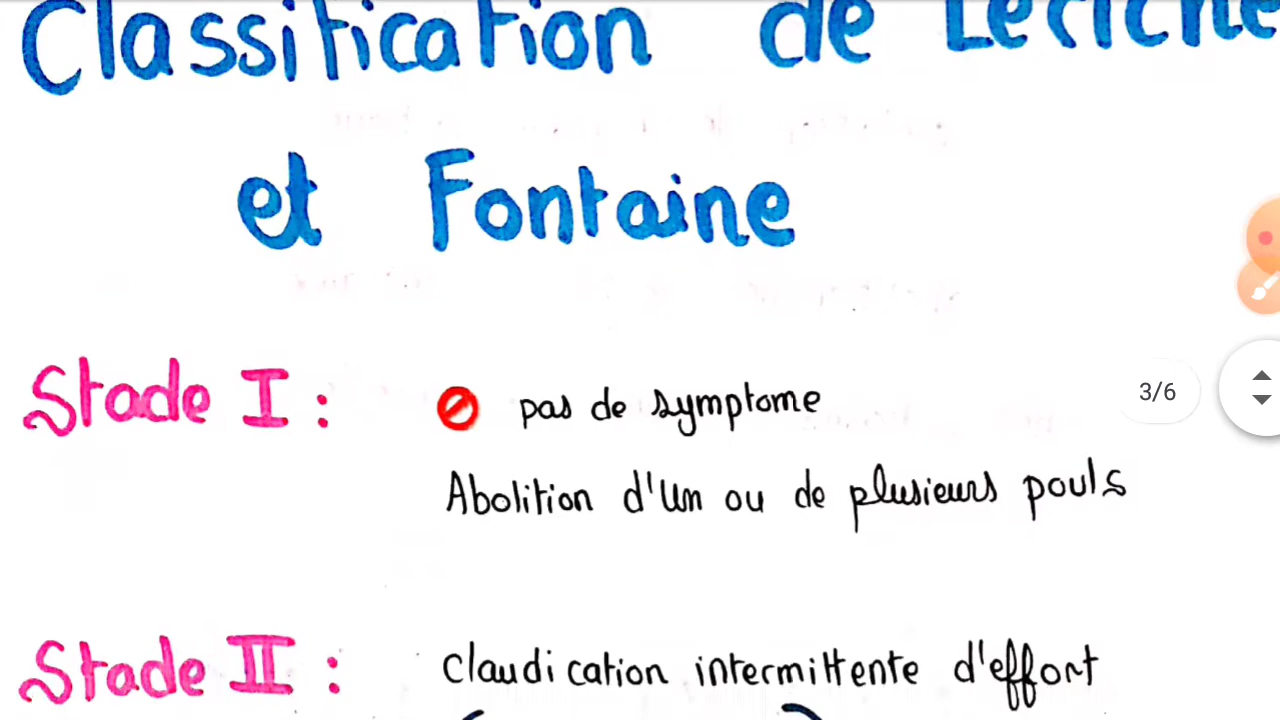 Classification de Leriche
et Fontaine
Stade I :
pas de symptome
Abolition d'un ou de plusieurs pouls
3/6
Stade II : Claudication intermittente d'effort